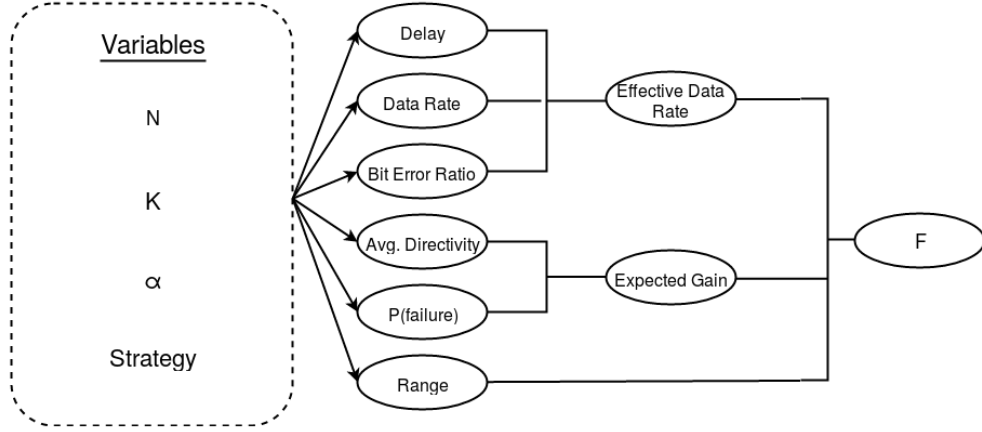 Variables
N
K
α
Strategy
Delay
Data Rate
Bit Error Ratio
Avg. Directivity
P(failure)
Range
Effective Data
Rate
Expected Gain
F